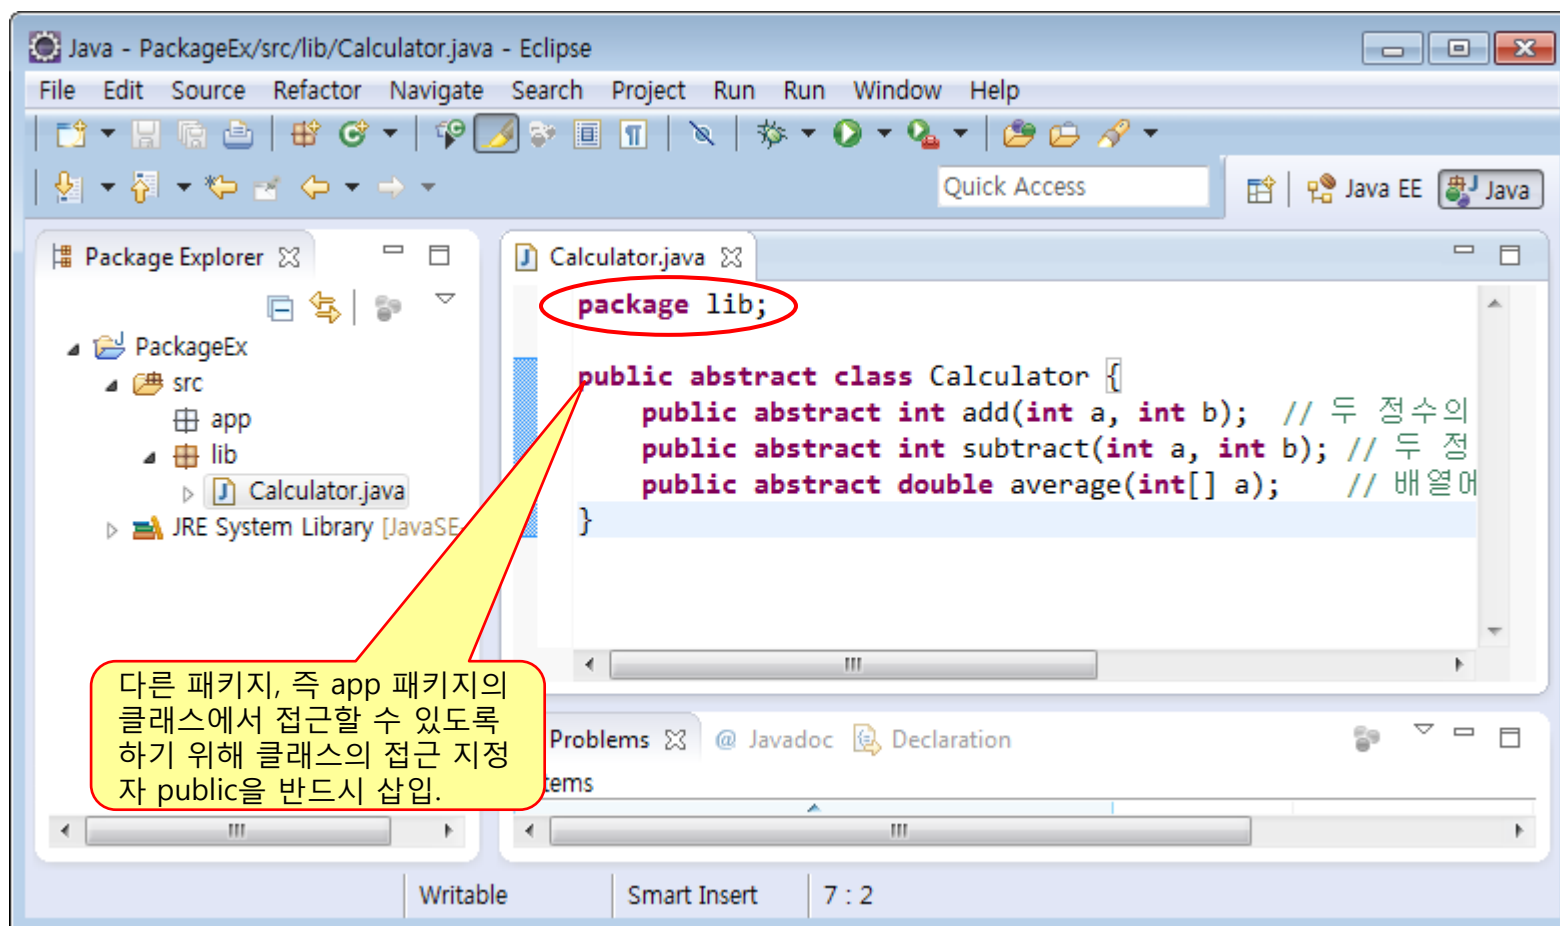 Java - PackageEx/src/lib/Calculator.java - Eclipse
File Edit Source Refactor Navigate Search Project Run Run Window Help
Quick Access
Java EE
Java
Package Explorer
PackageEx
src
app
lib
Calculator.java
JRE System Library [JavaSE-
Calculator.java
package lib;
public abstract class Calculator {
public abstract int add(int a, int b); // 두 정수의
public abstract int subtract(int a, int b); // 두 정
public abstract double average(int[] a); // 배열에
}
다른 패키지, 즉 app 패키지의
클래스에서 접근할 수 있도록
하기 위해 클래스의 접근 지정
자 public을 반드시 삽입.
Problems @ Javadoc Declaration
tems
Writable Smart Insert 7 : 2